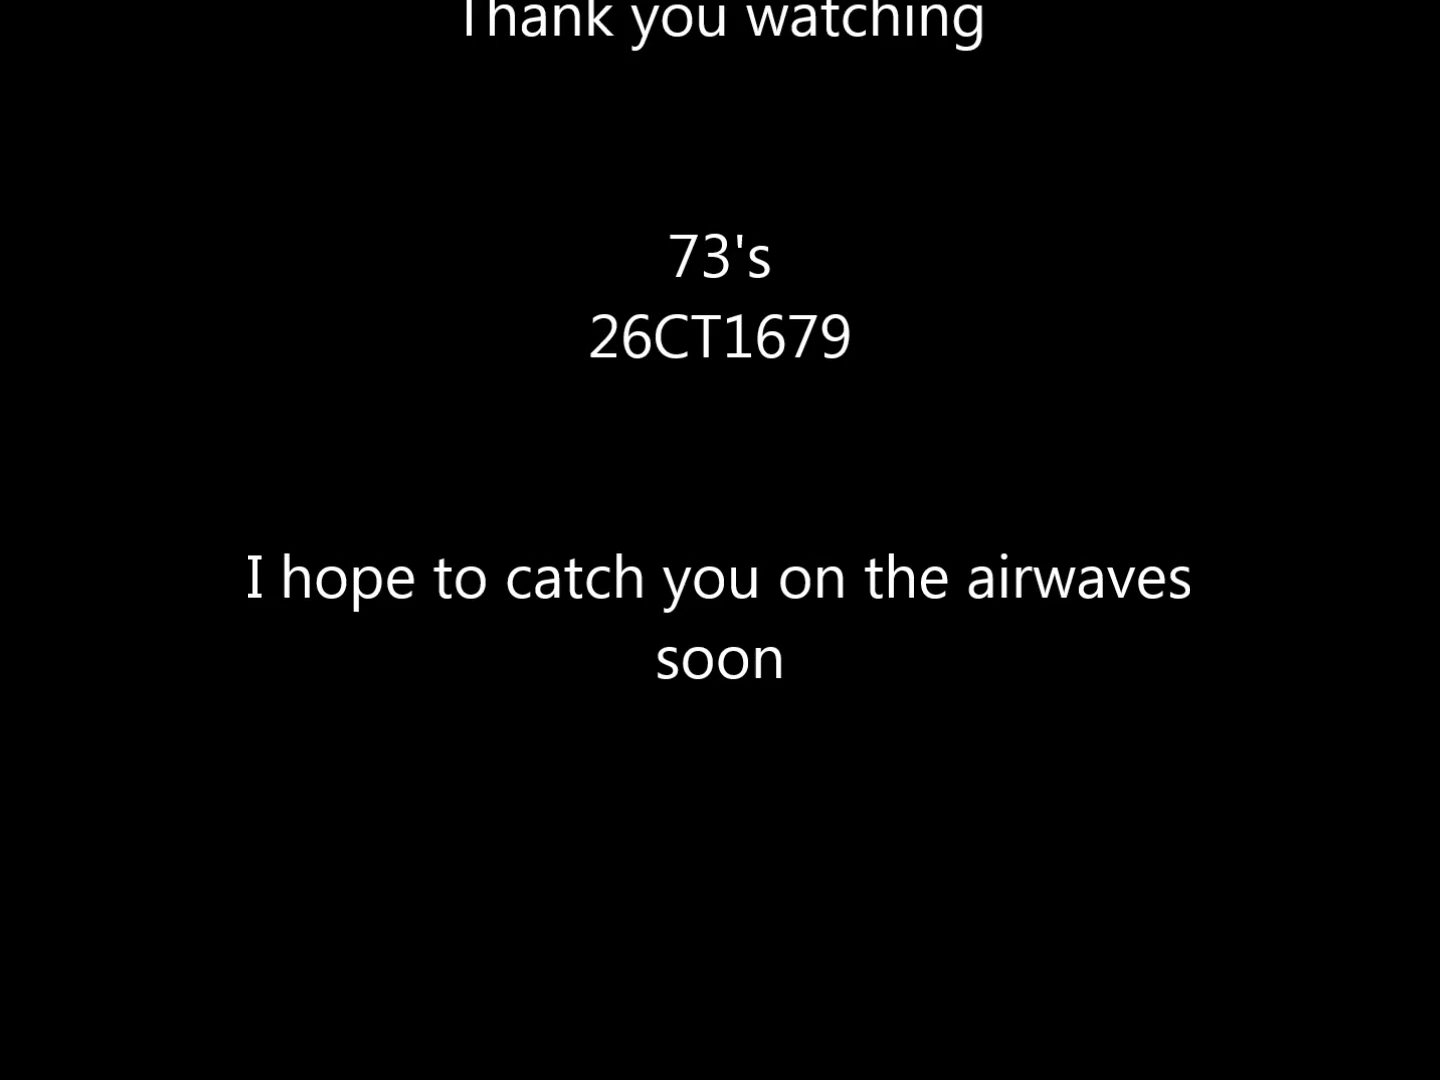 Thank you watching
73's
26CT1679
I hope to catch you on the airwaves
soon